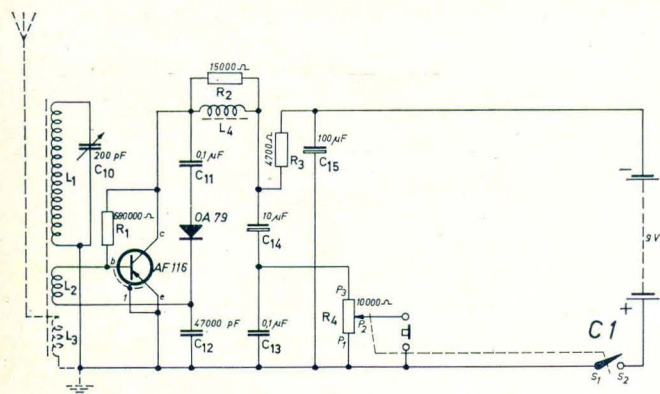 15000 Ω
R2
L4
4700 Ω
R3
100 µF
C15
200 pF
C10
L1
0,1 µF
C11
680000 Ω
R1
OA 79
10 µF
C14
9 V
c
b
AF 116
f
e
L2
L3
47000 pF
C12
0,1 µF
C13
P3
10000 Ω
R4
P2
P1
C1
S1
S2